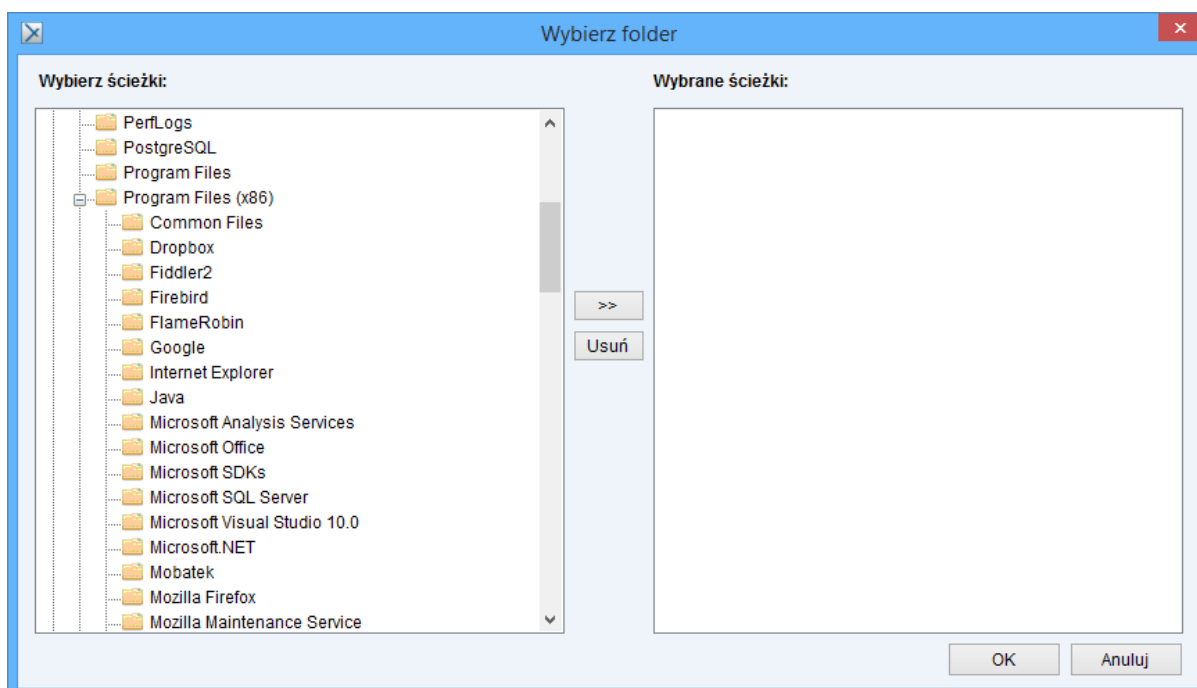 Wybierz folder
Wybierz ścieżki:
Wybrane ścieżki:
PerfLogs
PostgreSQL
Program Files
Program Files (x86)
Common Files
Dropbox
Fiddler2
Firebird
FlameRobin
Google
Internet Explorer
Java
Microsoft Analysis Services
Microsoft Office
Microsoft SDKs
Microsoft SQL Server
Microsoft Visual Studio 10.0
Microsoft.NET
Mobatek
Mozilla Firefox
Mozilla Maintenance Service
>>
Usuń
OK
Anuluj